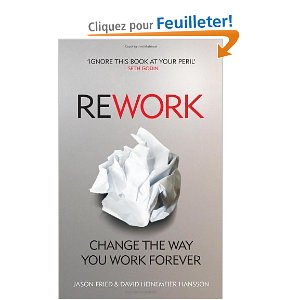 Cliquez pour Feuilleter!
'IGNORE THIS BOOK AT YOUR PERIL'
SETH GODIN
REWORK
CHANGE THE WAY
YOU WORK FOREVER
JASON FRIED & DAVID HEINEMEIER HANSSON